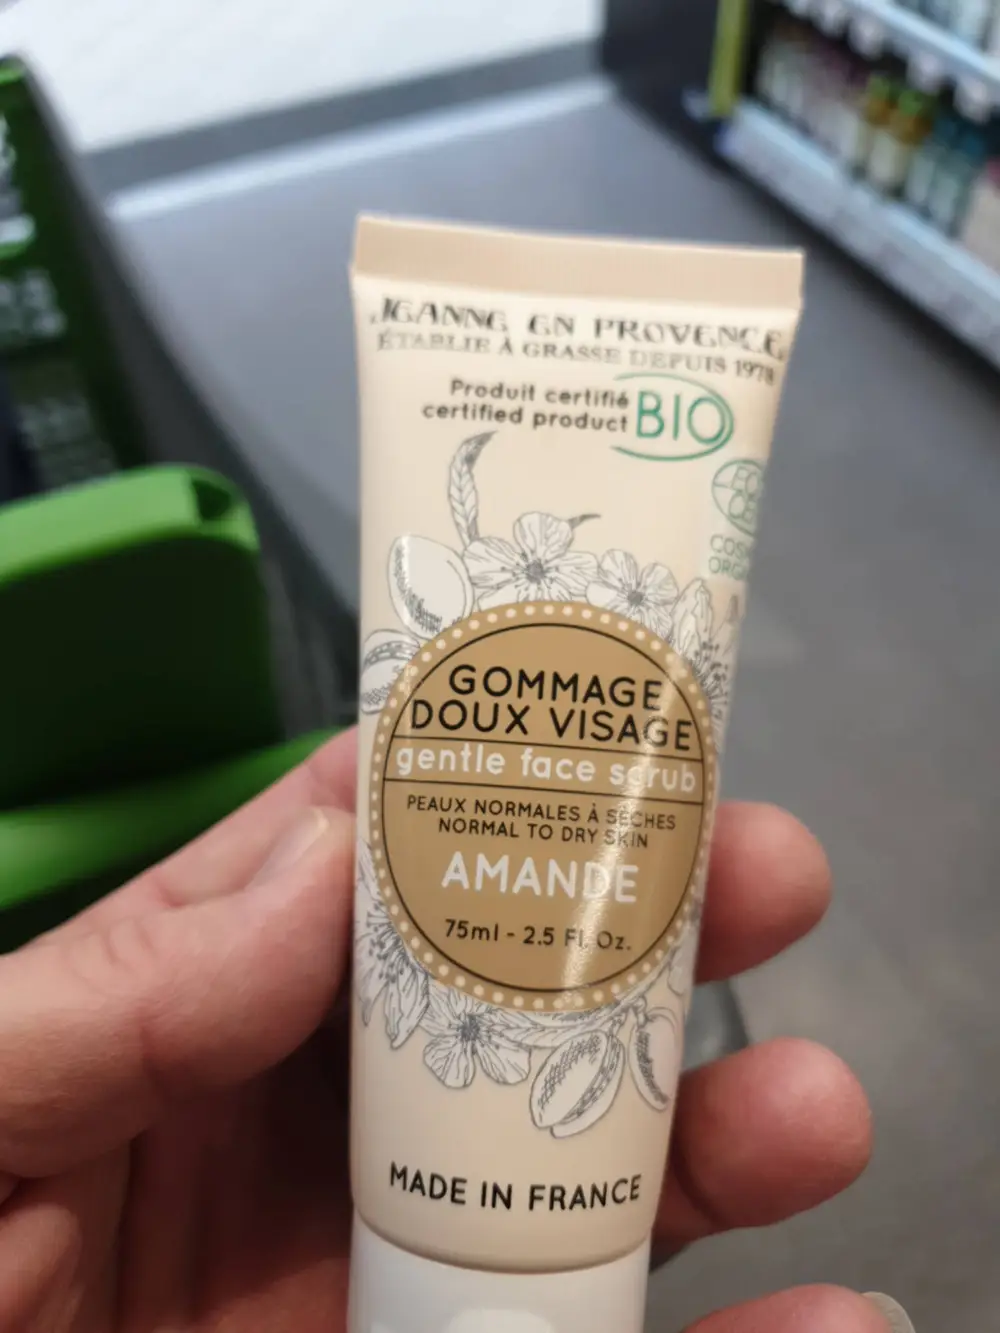 JEANNE EN PROVENCE
ÉTABLIE À GRASSE DEPUIS 1978
Produit certifié
certified product
BIO
GOMMAGE
DOUX VISAGE
gentle face scrub
PEAUX NORMALES À SÈCHES
NORMAL TO DRY SKIN
AMANDE
75ml - 2.5 Fl. Oz.
MADE IN FRANCE